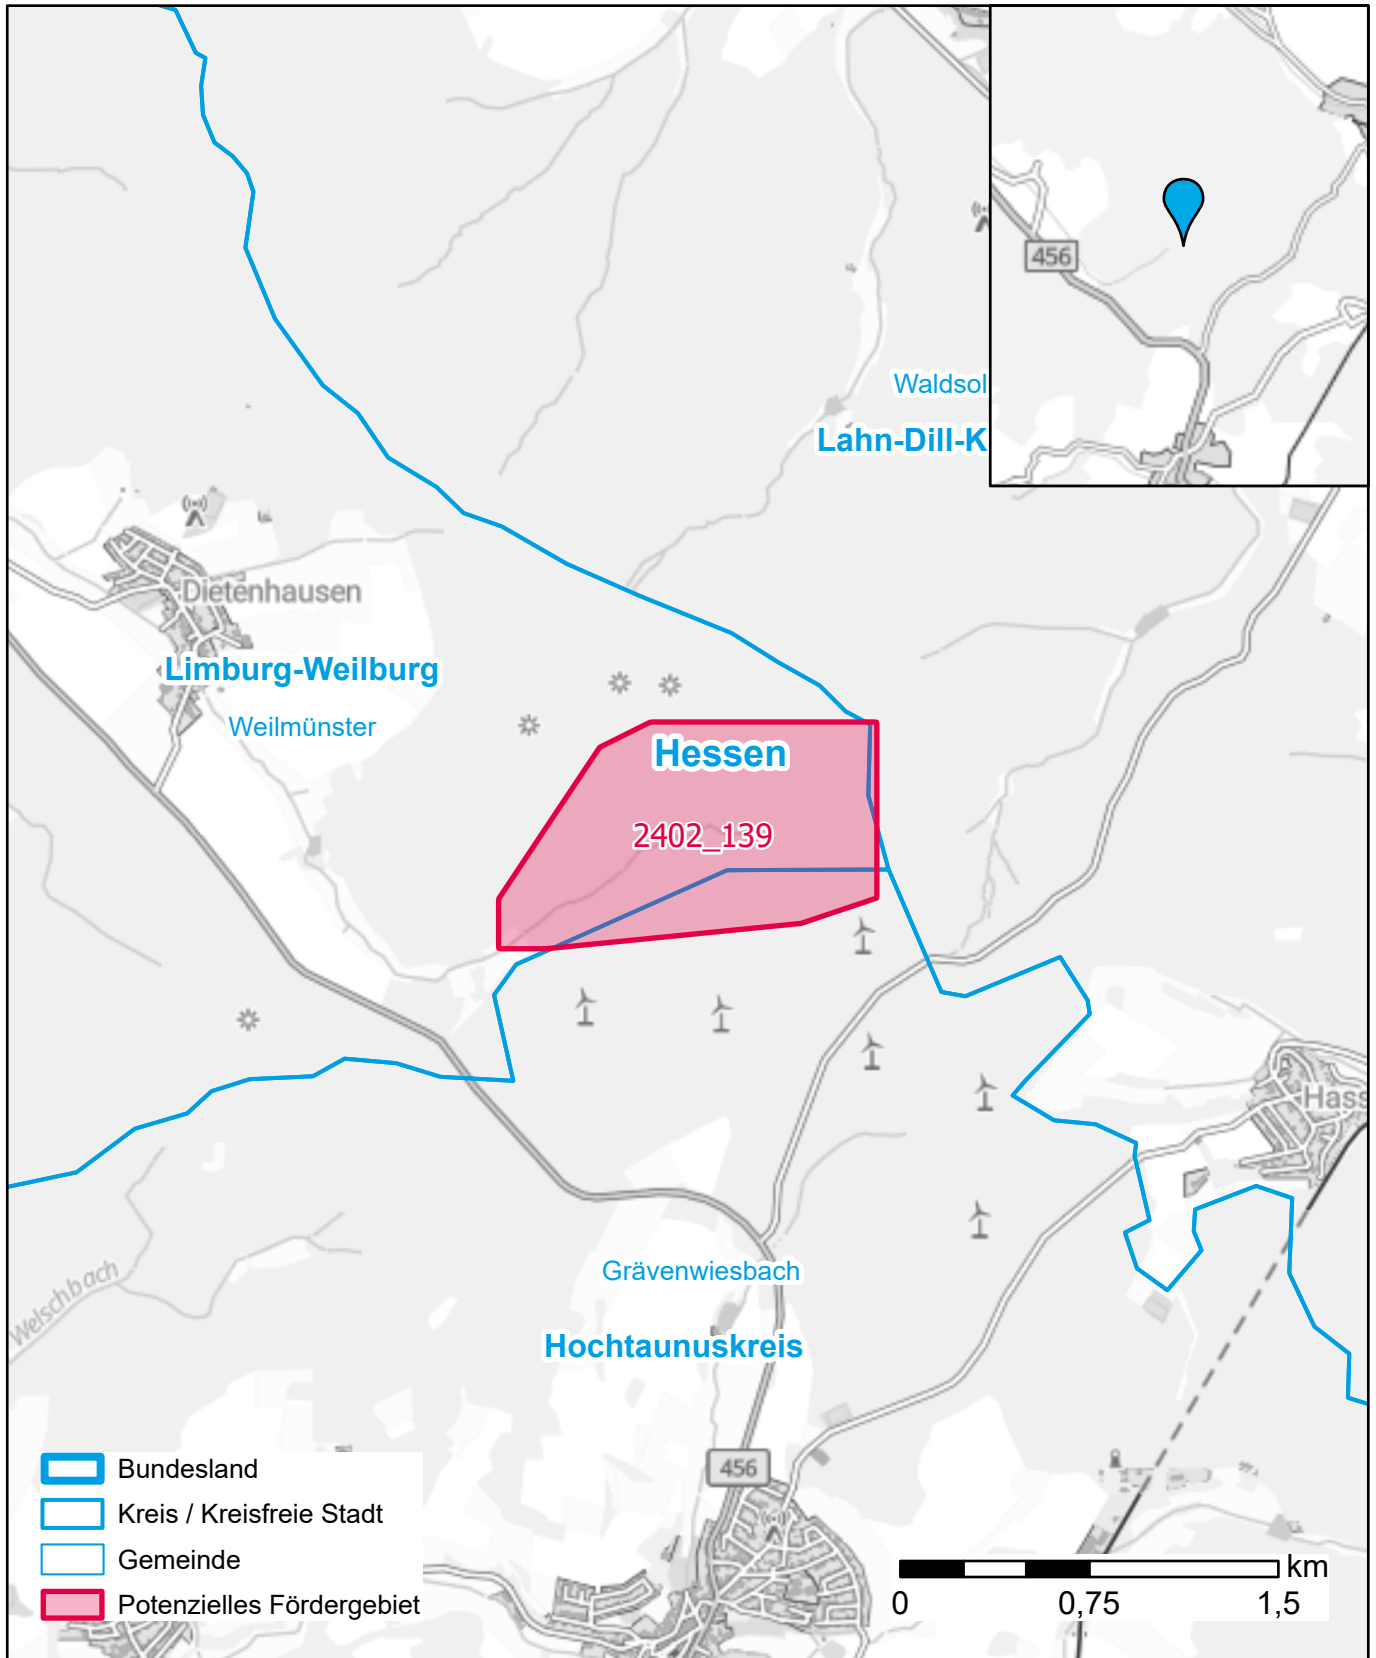 456
Waldsol
Lahn-Dill-K
Dietenhausen
Limburg-Weilburg
Weilmünster
Hessen
2402_139
Hass
Welschbach
Grävenwiesbach
Hochtaunuskreis
456
Bundesland
Kreis / Kreisfreie Stadt
Gemeinde
Potenzielles Fördergebiet
km
0 0,75 1,5